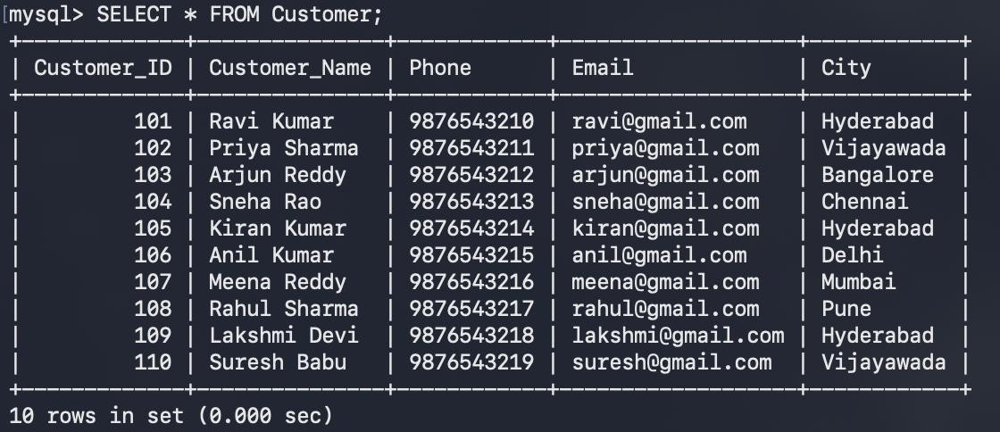 [mysql> SELECT * FROM Customer;
+-------------+---------------+------------+-------------------+------------+
| Customer_ID | Customer_Name | Phone      | Email             | City       |
+-------------+---------------+------------+-------------------+------------+
|         101 | Ravi Kumar    | 9876543210 | ravi@gmail.com    | Hyderabad  |
|         102 | Priya Sharma  | 9876543211 | priya@gmail.com   | Vijayawada |
|         103 | Arjun Reddy   | 9876543212 | arjun@gmail.com   | Bangalore  |
|         104 | Sneha Rao     | 9876543213 | sneha@gmail.com   | Chennai    |
|         105 | Kiran Kumar   | 9876543214 | kiran@gmail.com   | Hyderabad  |
|         106 | Anil Kumar    | 9876543215 | anil@gmail.com    | Delhi      |
|         107 | Meena Reddy   | 9876543216 | meena@gmail.com   | Mumbai     |
|         108 | Rahul Sharma  | 9876543217 | rahul@gmail.com   | Pune       |
|         109 | Lakshmi Devi  | 9876543218 | lakshmi@gmail.com | Hyderabad  |
|         110 | Suresh Babu   | 9876543219 | suresh@gmail.com  | Vijayawada |
+-------------+---------------+------------+-------------------+------------+
10 rows in set (0.000 sec)